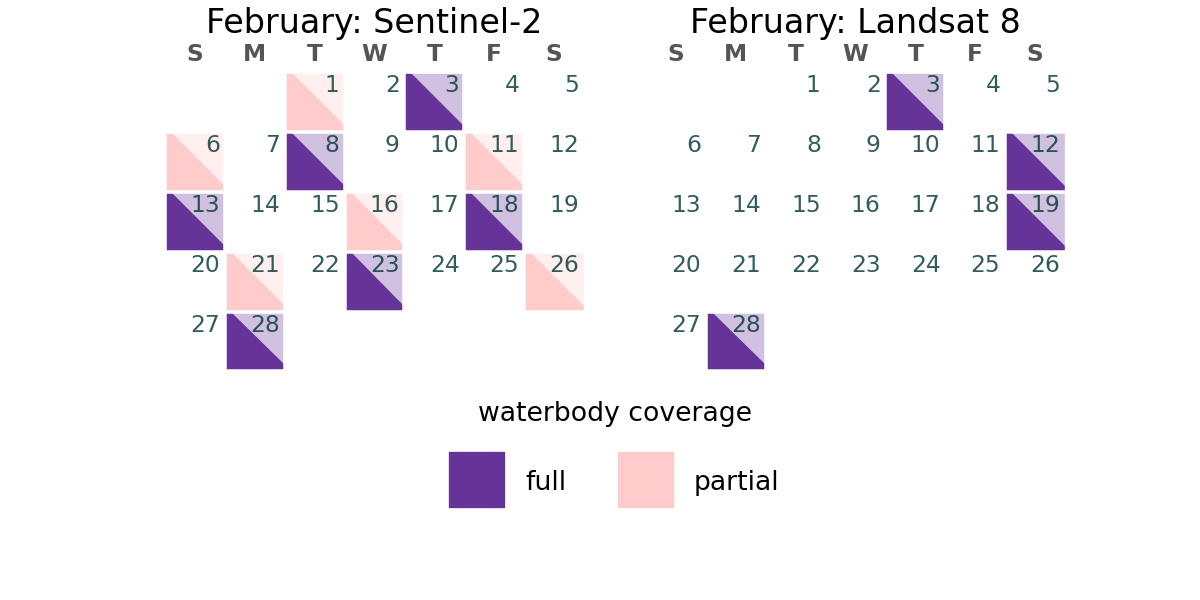 February: Sentinel-2
S M T W T F S
1 2 3 4 5
6 7 8 9 10 11 12
13 14 15 16 17 18 19
20 21 22 23 24 25 26
27 28
February: Landsat 8
S M T W T F S
1 2 3 4 5
6 7 8 9 10 11 12
13 14 15 16 17 18 19
20 21 22 23 24 25 26
27 28
waterbody coverage
full partial